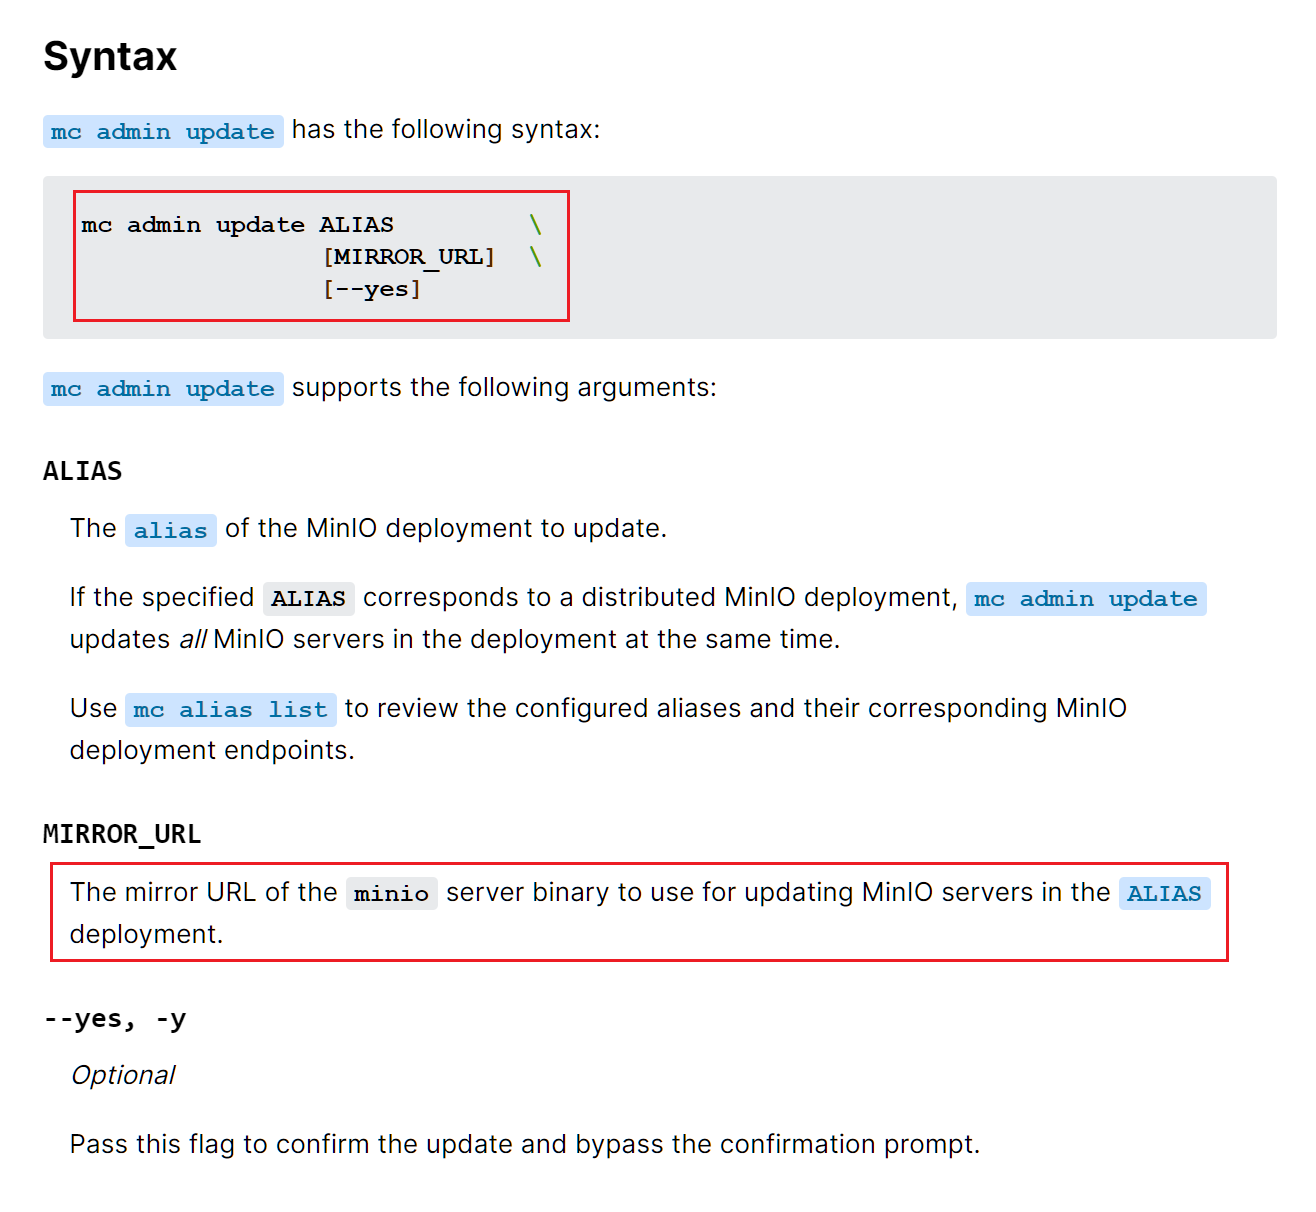 Syntax
mc admin update has the following syntax:
mc admin update ALIAS \
[MIRROR_URL] \
[--yes]
mc admin update supports the following arguments:
ALIAS
The alias of the MinIO deployment to update.
If the specified ALIAS corresponds to a distributed MinIO deployment, mc admin update
updates all MinIO servers in the deployment at the same time.
Use mc alias list to review the configured aliases and their corresponding MinIO
deployment endpoints.
MIRROR_URL
The mirror URL of the minio server binary to use for updating MinIO servers in the ALIAS
deployment.
--yes, -y
Optional
Pass this flag to confirm the update and bypass the confirmation prompt.